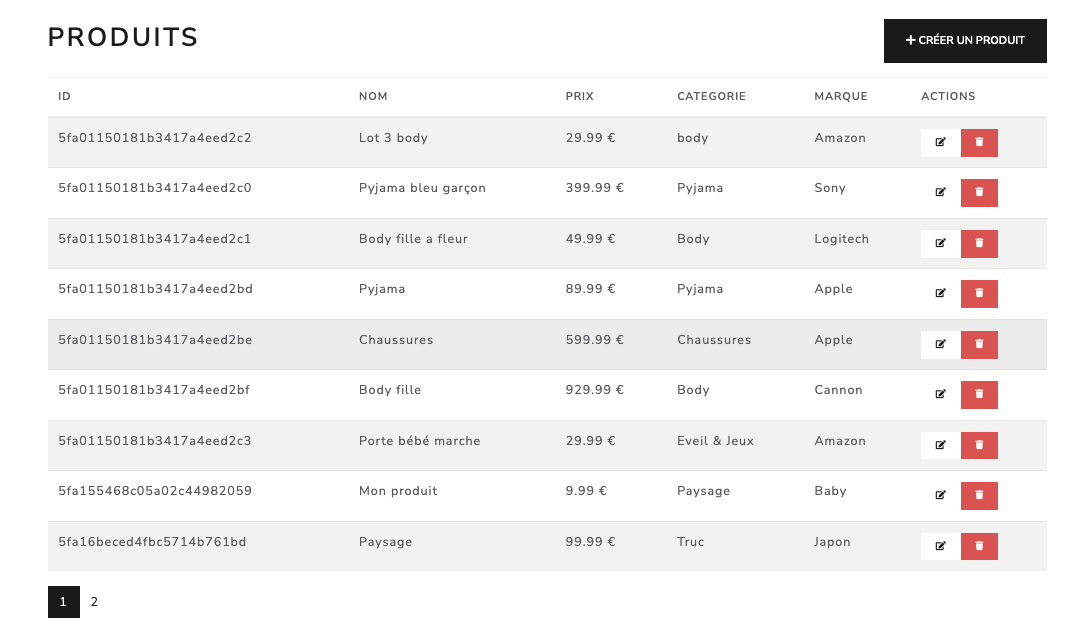 PRODUITS
CRÉER UN PRODUIT
ID NOM PRIX CATEGORIE MARQUE ACTIONS
5fa01150181b3417a4eed2c2 Lot 3 body 29.99 € body Amazon
5fa01150181b3417a4eed2c0 Pyjama bleu garçon 399.99 € Pyjama Sony
5fa01150181b3417a4eed2c1 Body fille a fleur 49.99 € Body Logitech
5fa01150181b3417a4eed2bd Pyjama 89.99 € Pyjama Apple
5fa01150181b3417a4eed2be Chaussures 599.99 € Chaussures Apple
5fa01150181b3417a4eed2bf Body fille 929.99 € Body Cannon
5fa01150181b3417a4eed2c3 Porte bébé marche 29.99 € Eveil & Jeux Amazon
5fa155468c05a02c44982059 Mon produit 9.99 € Paysage Baby
5fa16beced4fbc5714b761bd Paysage 99.99 € Truc Japon
1 2